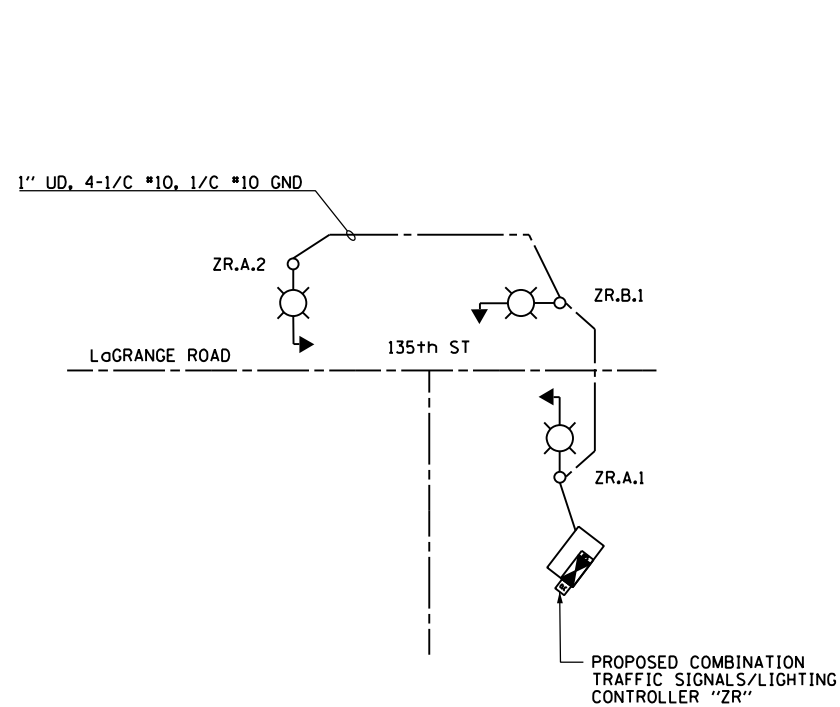 1" UD, 4-1/C #10, 1/C #10 GND
ZR.A.2
ZR.B.1
135th ST
LaGRANGE ROAD
ZR.A.1
PROPOSED COMBINATION
TRAFFIC SIGNALS/LIGHTING
CONTROLLER "ZR"